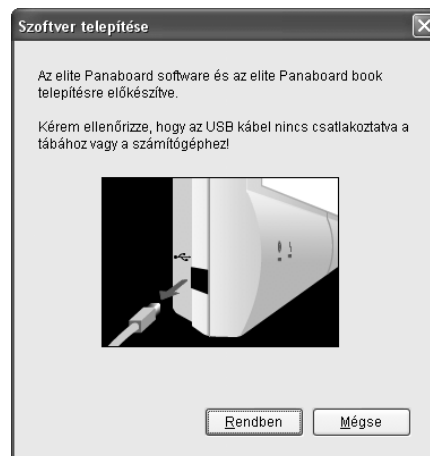 Szoftver telepítése
Az elite Panaboard software és az elite Panaboard book
telepítésre előkészítve.
Kérem ellenőrizze, hogy az USB kábel nincs csatlakoztatva a
tábához vagy a számítógéphez!
Rendben
Mégse